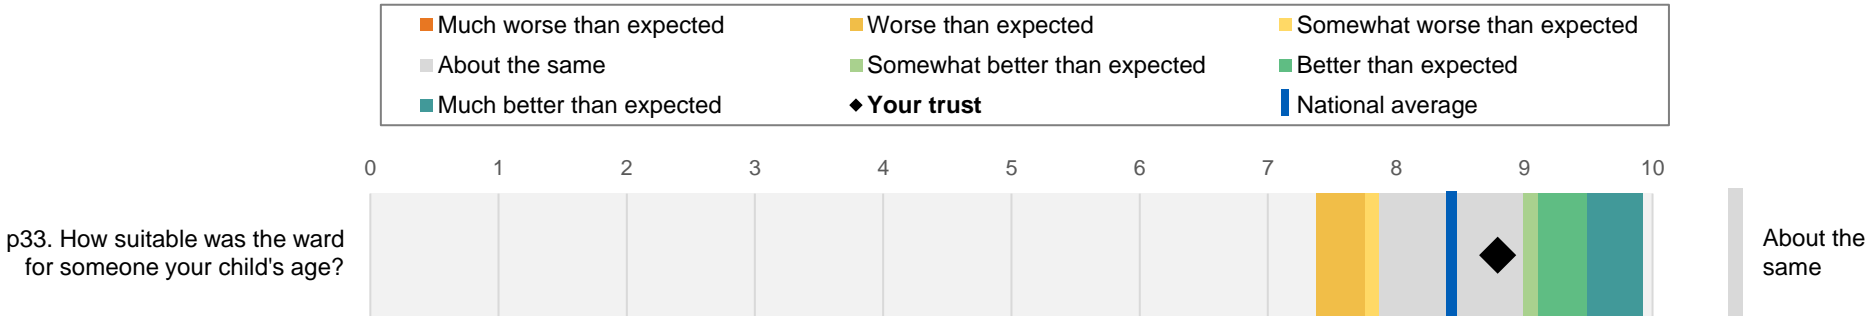 Much worse than expected
Worse than expected
Somewhat worse than expected
About the same
Somewhat better than expected
Better than expected
Much better than expected
Your trust
National average
0 1 2 3 4 5 6 7 8 9 10
p33. How suitable was the ward
for someone your child's age?
About the
same